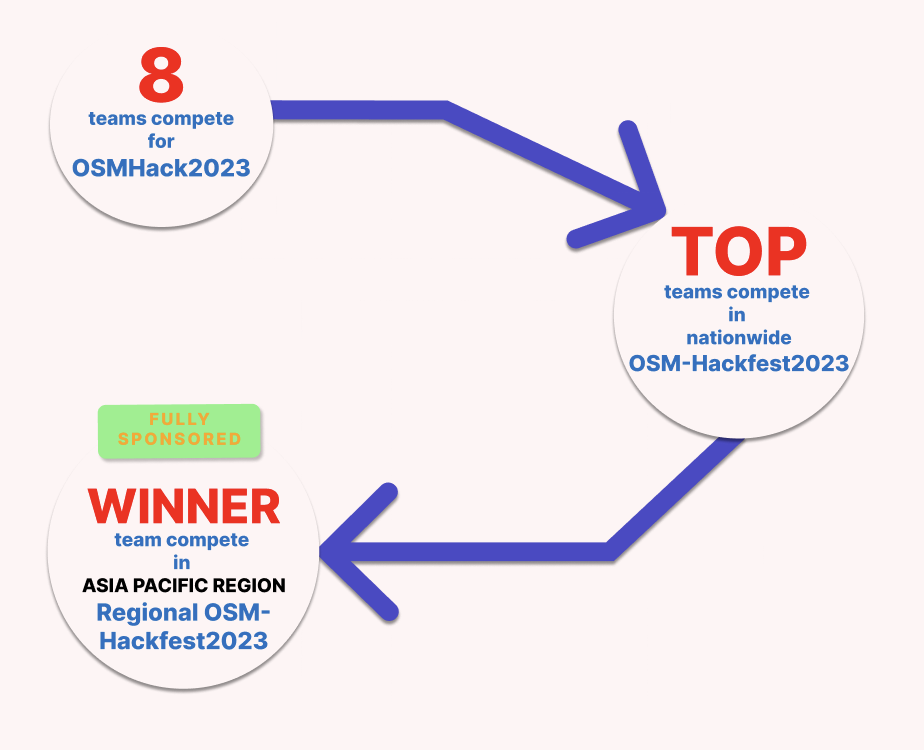 8
teams compete
for
OSMHack2023
TOP
teams compete
in
nationwide
OSM-Hackfest2023
FULLY
SPONSORED
WINNER
team compete
in
ASIA PACIFIC REGION
Regional OSM-
Hackfest2023